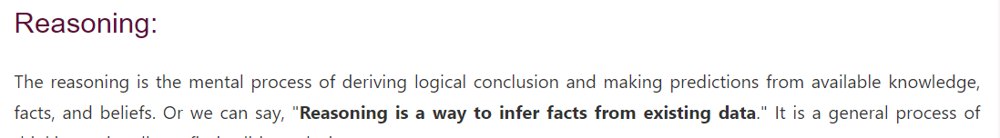 Reasoning:
The reasoning is the mental process of deriving logical conclusion and making predictions from available knowledge,
facts, and beliefs. Or we can say, "Reasoning is a way to infer facts from existing data." It is a general process of